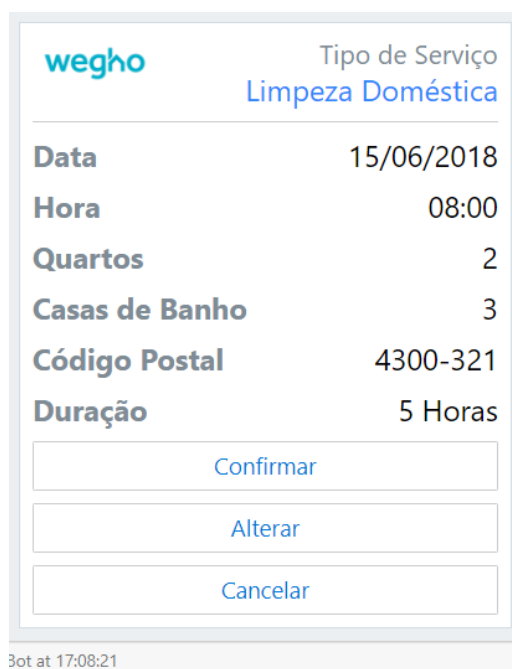 wegho
Tipo de Serviço
Limpeza Doméstica
Data 15/06/2018
Hora 08:00
Quartos 2
Casas de Banho 3
Código Postal 4300-321
Duração 5 Horas
Confirmar
Alterar
Cancelar
Bot at 17:08:21